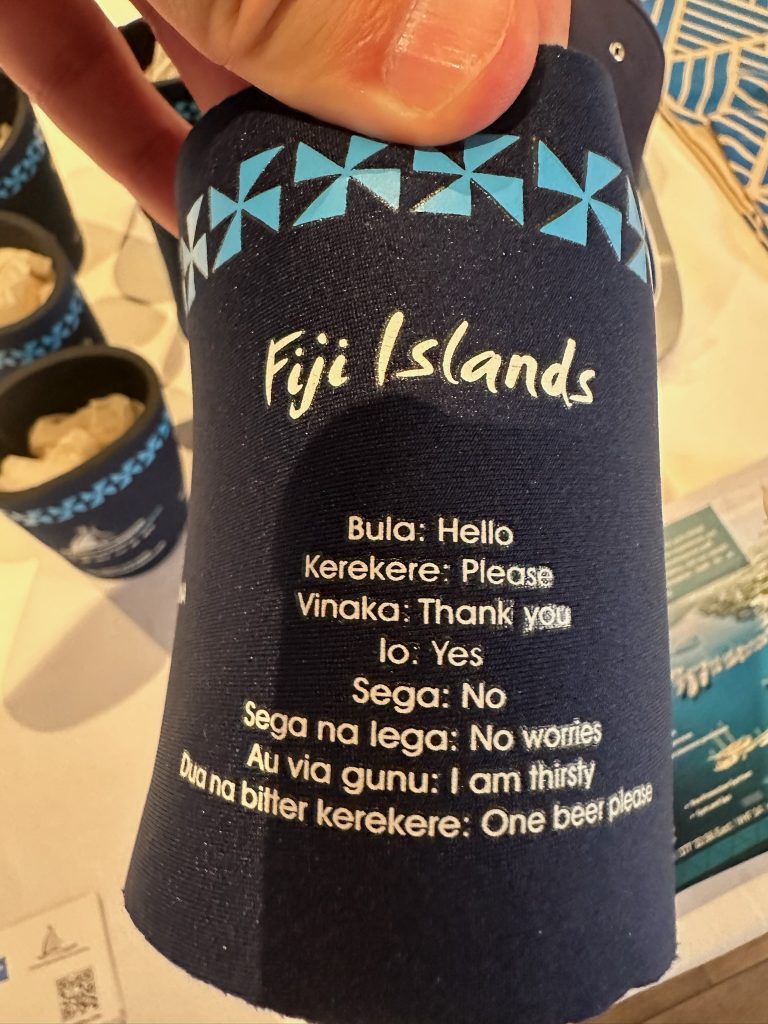 Fiji Islands
Bula: Hello
Kerekere: Please
Vinaka: Thank you
Io: Yes
Sega: No
Sega na lega: No worries
Au via gunu: I am thirsty
Dua na bitter kerekere: One beer please